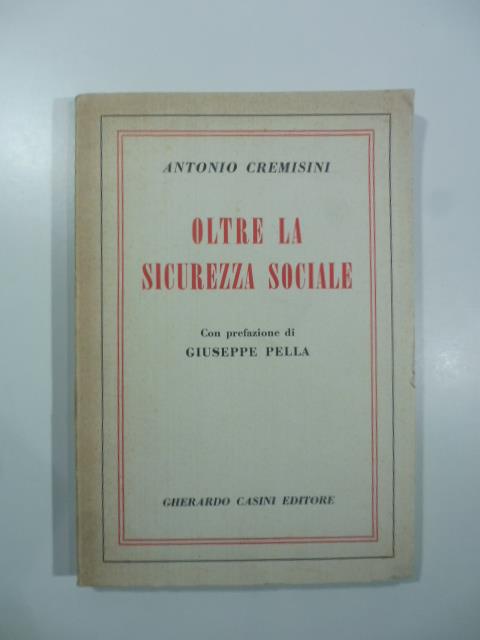 ANTONIO CREMISINI
OLTRE LA
SICUREZZA SOCIALE
Con prefazione di
GIUSEPPE PELLA
GHERARDO CASINI EDITORE